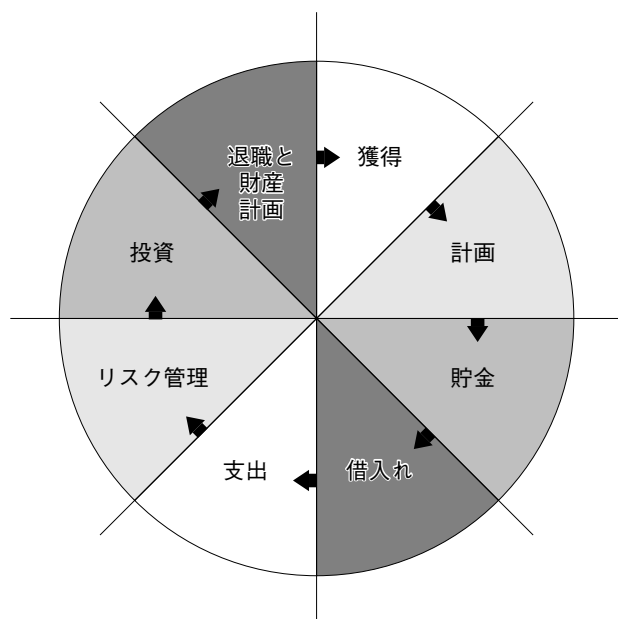 退職と
財産
計画
獲得
計画
貯金
借入れ
支出
リスク管理
投資